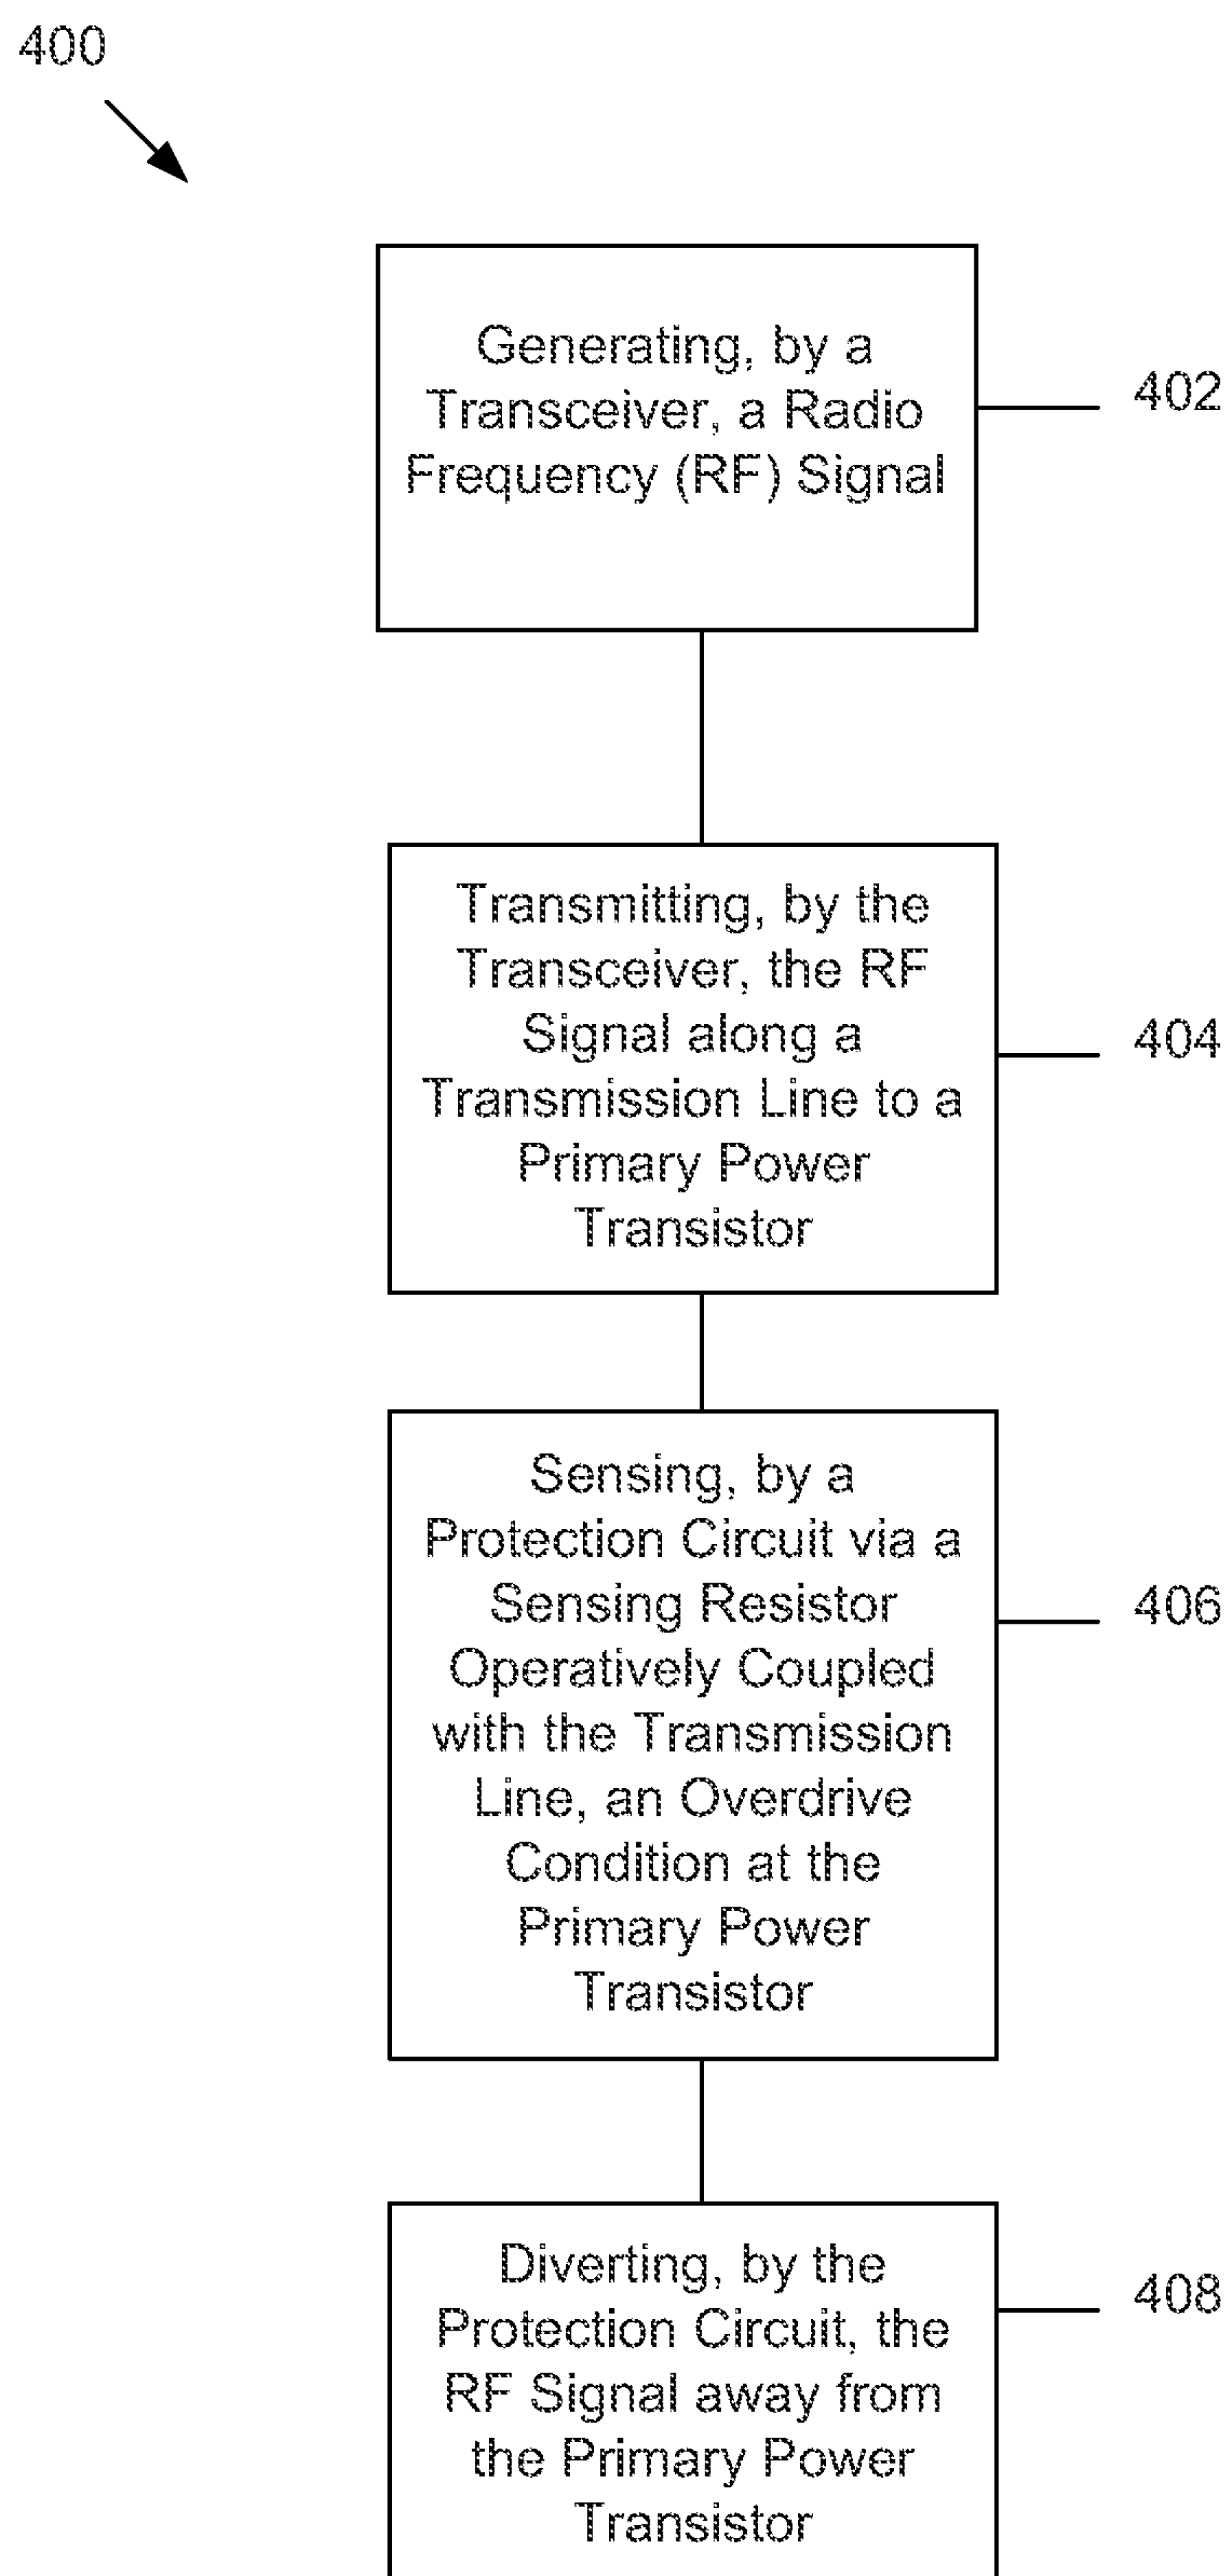 400
Generating, by a
Transceiver, a Radio
Frequency (RF) Signal
402
Transmitting, by the
Transceiver, the RF
Signal along a
Transmission Line to a
Primary Power
Transistor
404
Sensing, by a
Protection Circuit via a
Sensing Resistor
Operatively Coupled
with the Transmission
Line, an Overdrive
Condition at the
Primary Power
Transistor
406
Diverting, by the
Protection Circuit, the
RF Signal away from
the Primary Power
Transistor
408